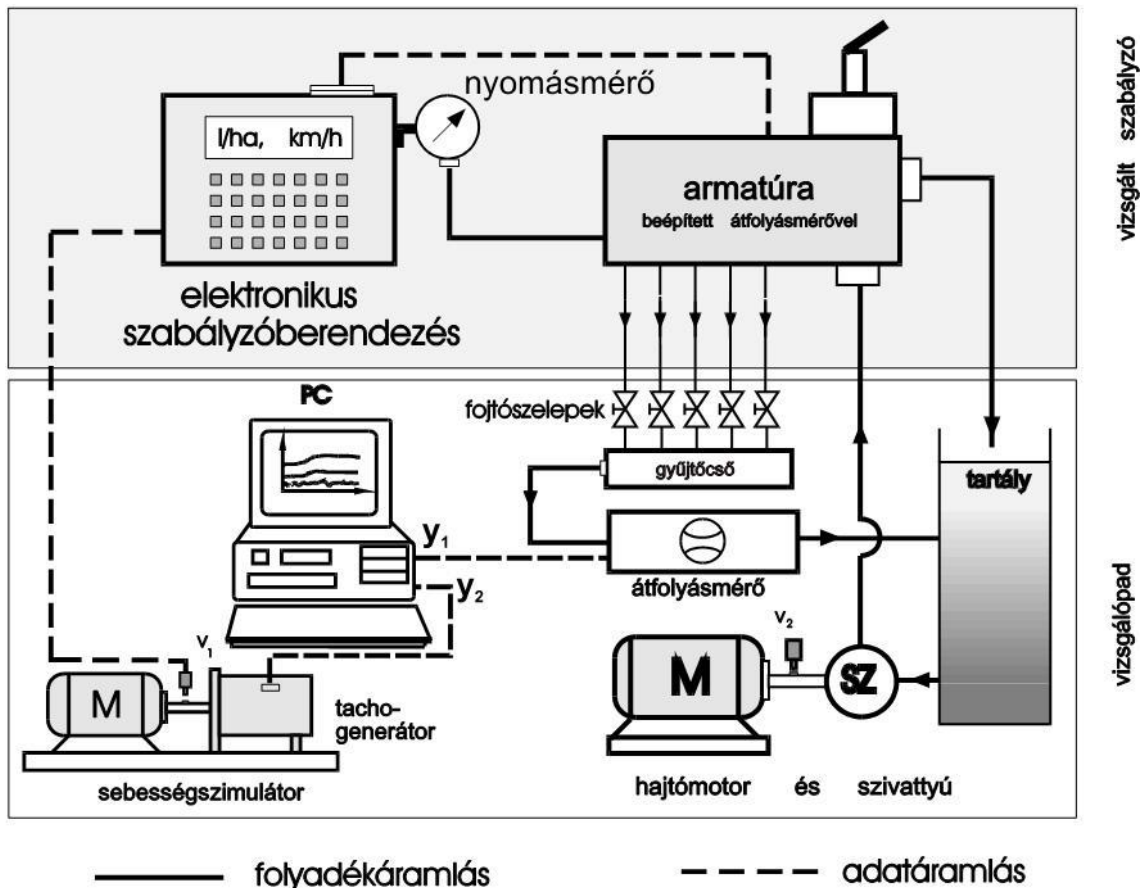 nyomásmérő
l/ha, km/h
armatúra
beépített átfolyásmérővel
elektronikus
szabályzóberendezés
vizsgált szabályzó
PC
fojtószelepek
gyűjtőcső
tartály
y1
y2
átfolyásmérő
v1
v2
M
M
SZ
tacho-
generátor
sebességszimulátor
hajtómotor és szivattyú
vizsgálópad
folyadékáramlás
adatáramlás